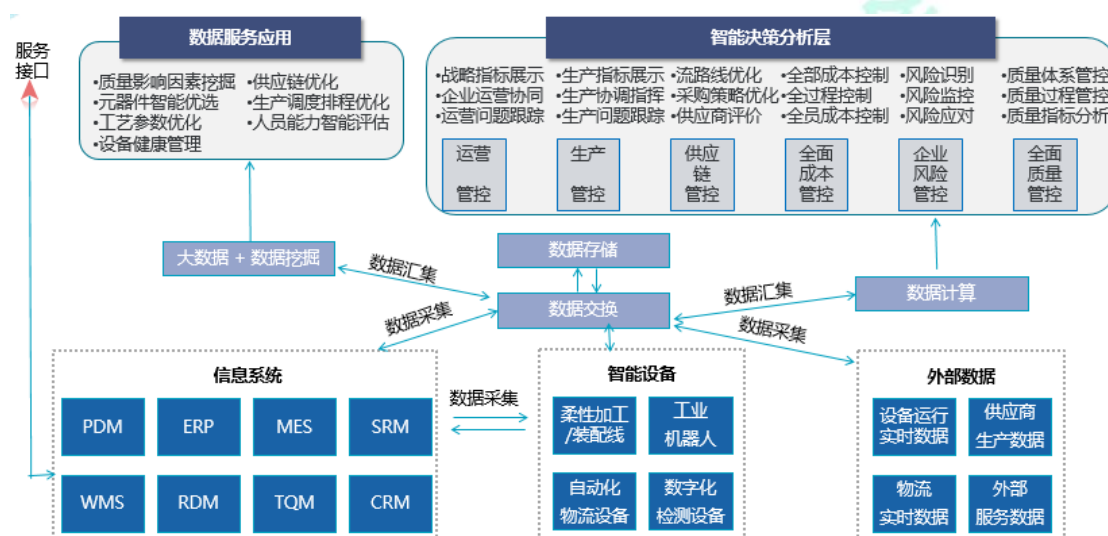 服务
接口
数据服务应用
•质量影响因素挖掘 •供应链优化
•元器件智能优选 •生产调度排程优化
•工艺参数优化 •人员能力智能评估
•设备健康管理
智能决策分析层
•战略指标展示
•企业运营协同
•运营问题跟踪
•生产指标展示
•生产协调指挥
•生产问题跟踪
•流路线优化
•采购策略优化
•供应商评价
•全部成本控制
•全过程控制
•全员成本控制
•风险识别
•风险监控
•风险应对
•质量体系管控
•质量过程管控
•质量指标分析
运营
管控
生产
管控
供应
链
管控
全面
成本
管控
企业
风险
管控
全面
质量
管控
大数据 + 数据挖掘
数据汇集
数据存储
数据交换
数据汇集
数据计算
数据采集
数据采集
信息系统
PDM
ERP
MES
SRM
WMS
RDM
TQM
CRM
数据采集
智能设备
柔性加工
/装配线
工业
机器人
自动化
物流设备
数字化
检测设备
外部数据
设备运行
实时数据
供应商
生产数据
物流
实时数据
外部
服务数据